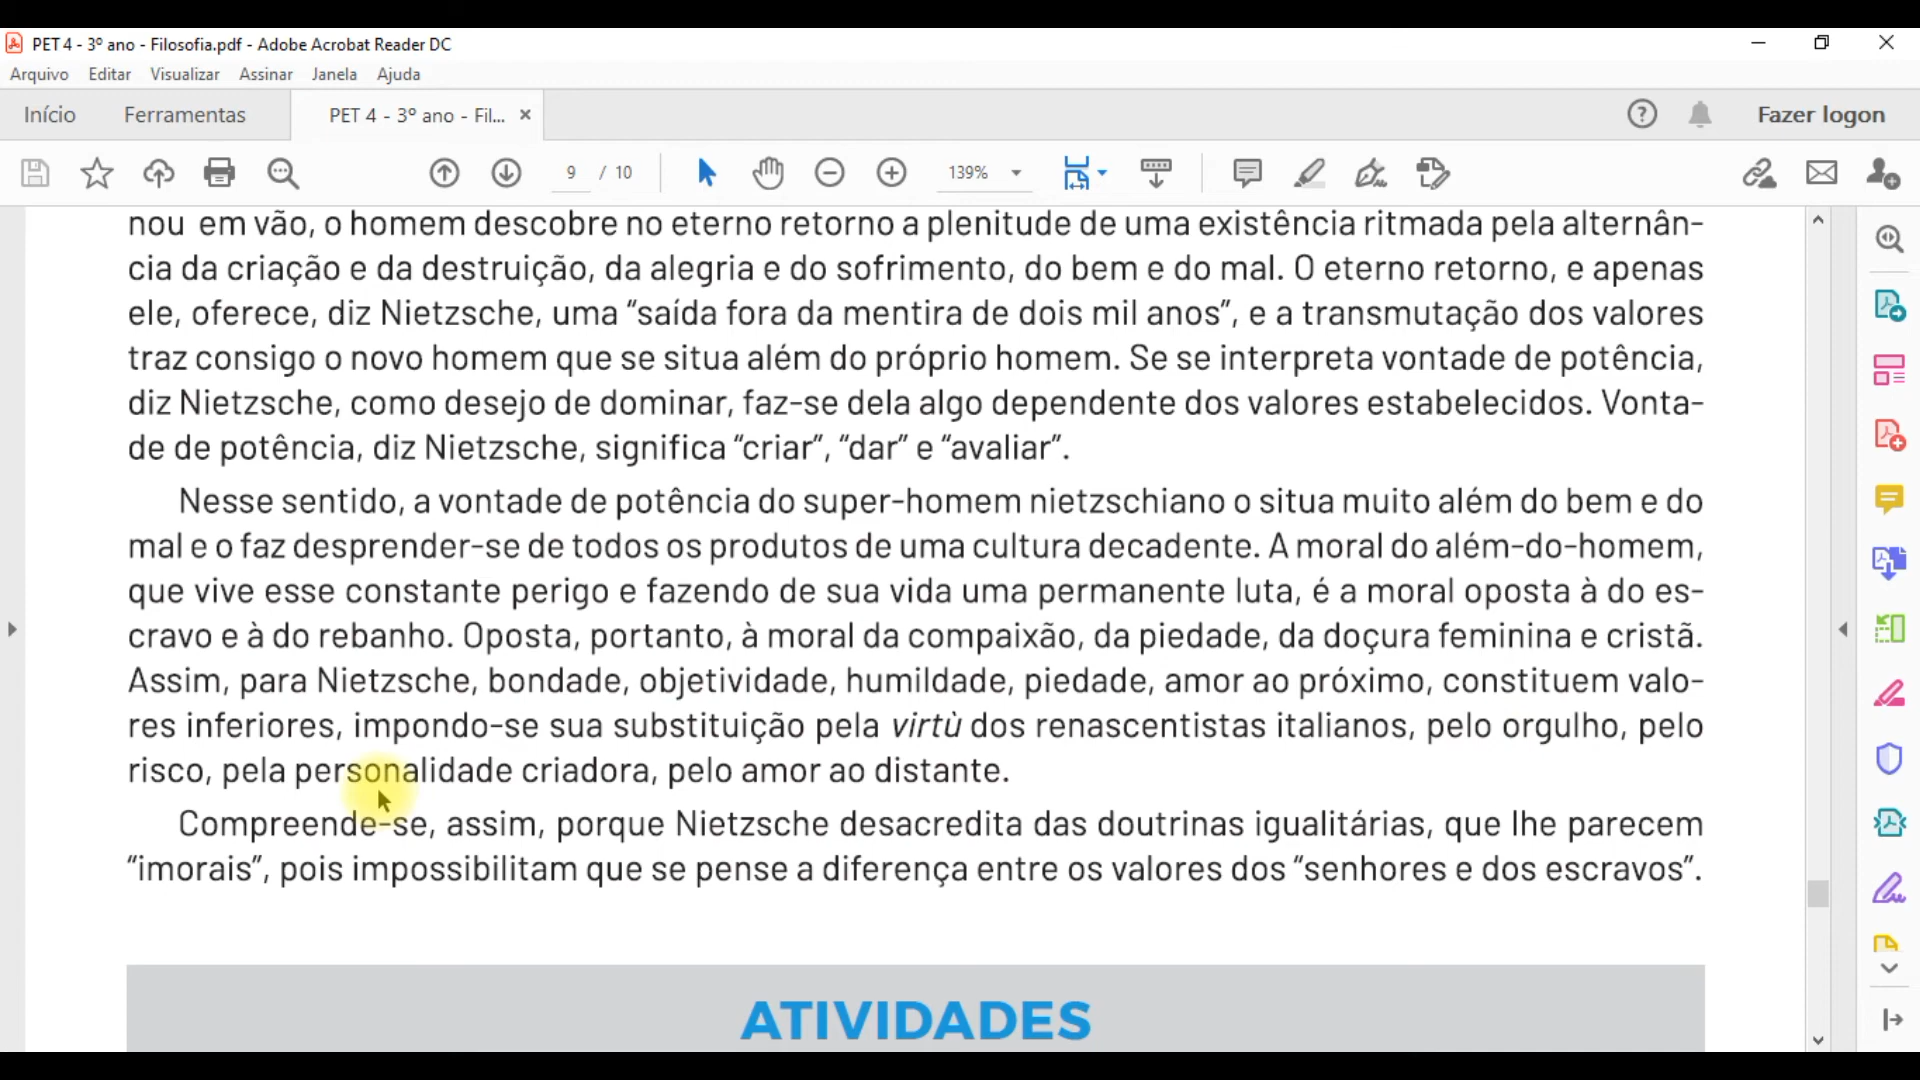 PET 4 - 3º ano - Filosofia.pdf - Adobe Acrobat Reader DC
Arquivo Editar Visualizar Assinar Janela Ajuda
Início Ferramentas PET 4 - 3º ano - Fil... Fazer logon
9 / 10 139%
nou em vão, o homem descobre no eterno retorno a plenitude de uma existência ritmada pela alternân-
cia da criação e da destruição, da alegria e do sofrimento, do bem e do mal. O eterno retorno, e apenas
ele, oferece, diz Nietzsche, uma “saída fora da mentira de dois mil anos”, e a transmutação dos valores
traz consigo o novo homem que se situa além do próprio homem. Se se interpreta vontade de potência,
diz Nietzsche, como desejo de dominar, faz-se dela algo dependente dos valores estabelecidos. Vonta-
de de potência, diz Nietzsche, significa “criar”, “dar” e “avaliar”.
Nesse sentido, a vontade de potência do super-homem nietzschiano o situa muito além do bem e do
mal e o faz desprender-se de todos os produtos de uma cultura decadente. A moral do além-do-homem,
que vive esse constante perigo e fazendo de sua vida uma permanente luta, é a moral oposta à do es-
cravo e à do rebanho. Oposta, portanto, à moral da compaixão, da piedade, da doçura feminina e cristã.
Assim, para Nietzsche, bondade, objetividade, humildade, piedade, amor ao próximo, constituem valo-
res inferiores, impondo-se sua substituição pela virtù dos renascentistas italianos, pelo orgulho, pelo
risco, pela personalidade criadora, pelo amor ao distante.
Compreende-se, assim, porque Nietzsche desacredita das doutrinas igualitárias, que lhe parecem
“imorais”, pois impossibilitam que se pense a diferença entre os valores dos “senhores e dos escravos”.
ATIVIDADES